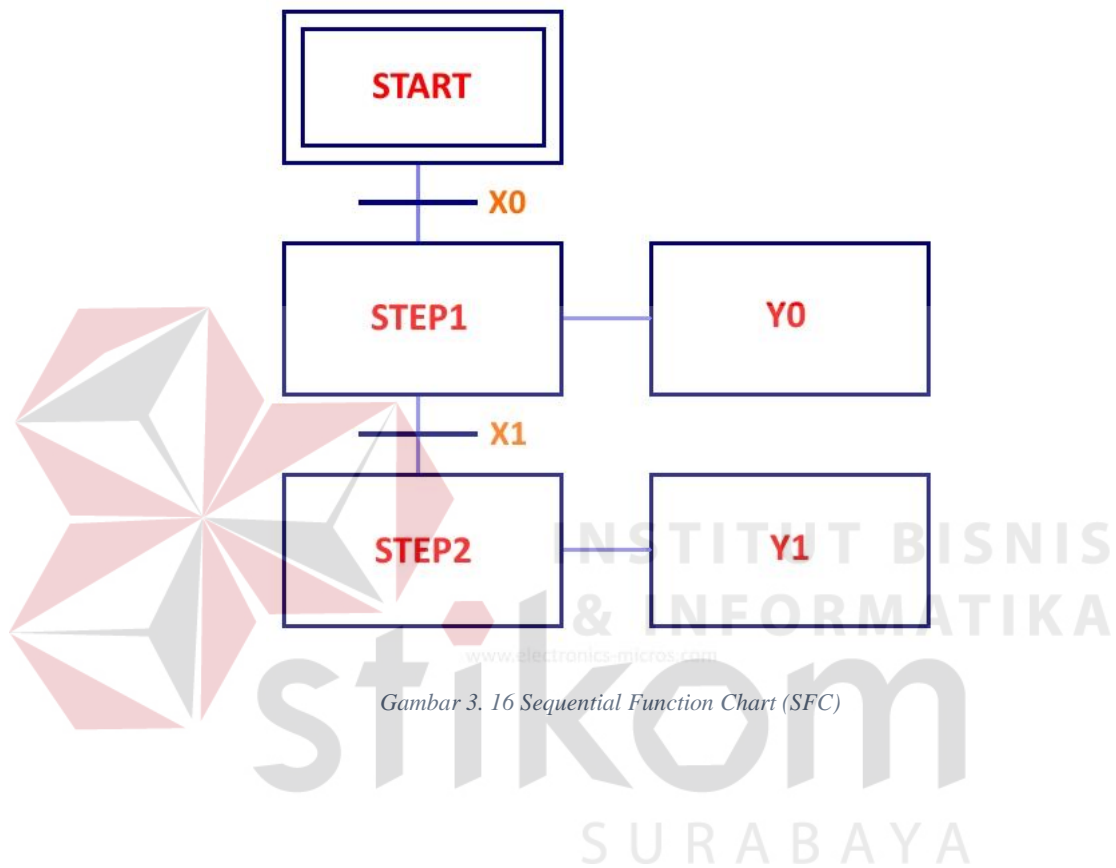 START
X0
STEP1
Y0
X1
STEP2
Y1
INSTITUT BISNIS
& INFORMATIKA
www.electronics-micros.com
stikom
Gambar 3. 16 Sequential Function Chart (SFC)
SURABAYA